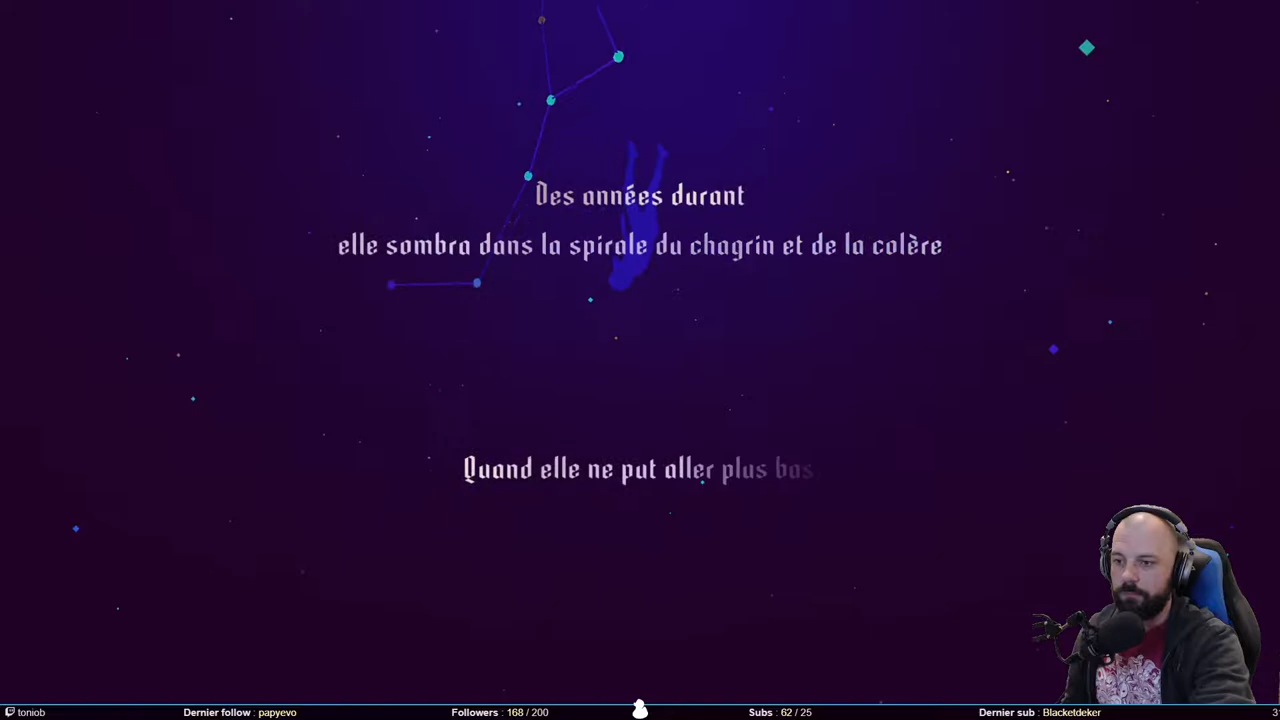 Des années durant
elle sombra dans la spirale du chagrin et de la colère
Quand elle ne put aller plus bas
toniob
Dernier follow : papyevo
Followers : 168 / 200
Subs : 62 / 25
Dernier sub : Blacketdeker